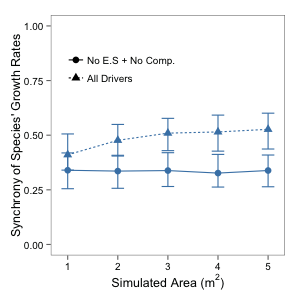 Synchrony of Species' Growth Rates
1.00
0.75
0.50
0.25
0.00
No E.S + No Comp.
All Drivers
1 2 3 4 5
Simulated Area (m²)